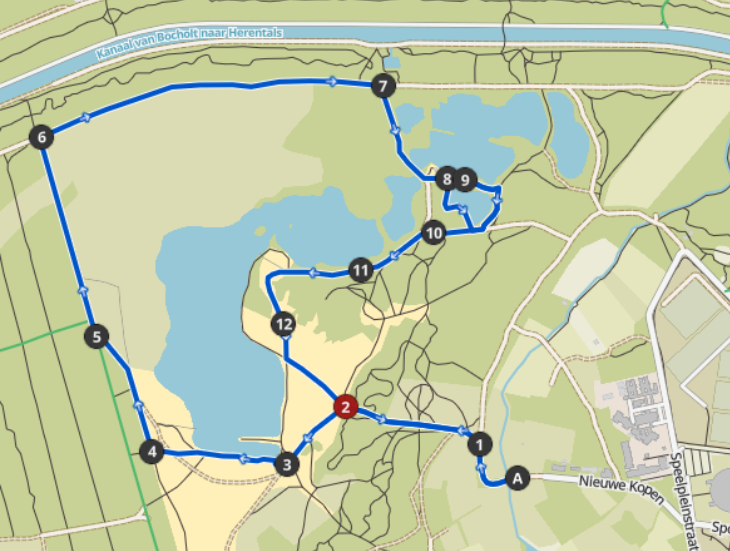 Kanaal van Bocholt naar Herentals
7
6
8
9
10
11
12
5
2
1
4
3
A
Nieuwe Kopen
Speelpleinstraat
Spo